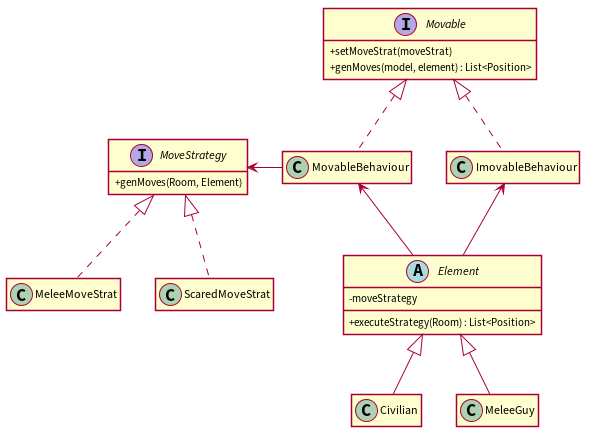 I Movable
+setMoveStrat(moveStrat)
+genMoves(model, element) : List<Position>
I MoveStrategy
+genMoves(Room, Element)
C MovableBehaviour
C ImovableBehaviour
C MeleeMoveStrat
C ScaredMoveStrat
A Element
-moveStrategy
+executeStrategy(Room) : List<Position>
C Civilian
C MeleeGuy